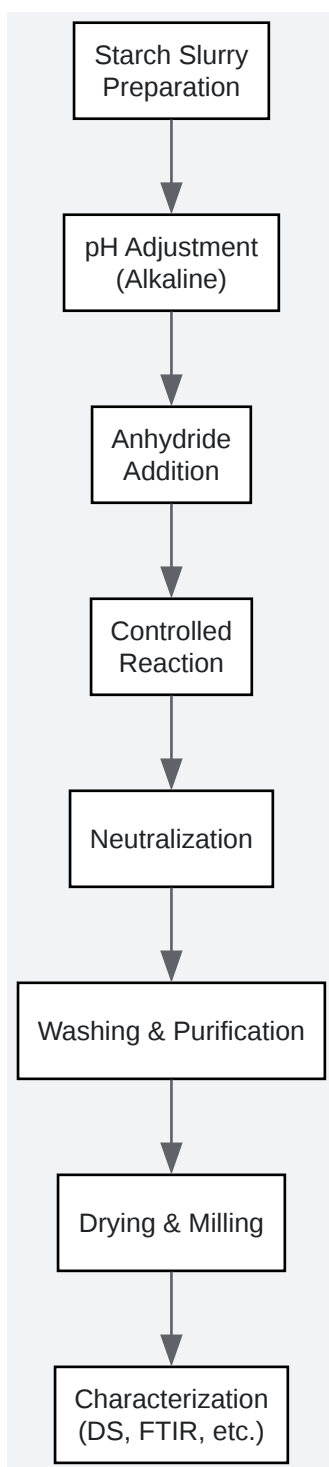 Starch Slurry
Preparation
pH Adjustment
(Alkaline)
Anhydride
Addition
Controlled
Reaction
Neutralization
Washing & Purification
Drying & Milling
Characterization
(DS, FTIR, etc.)